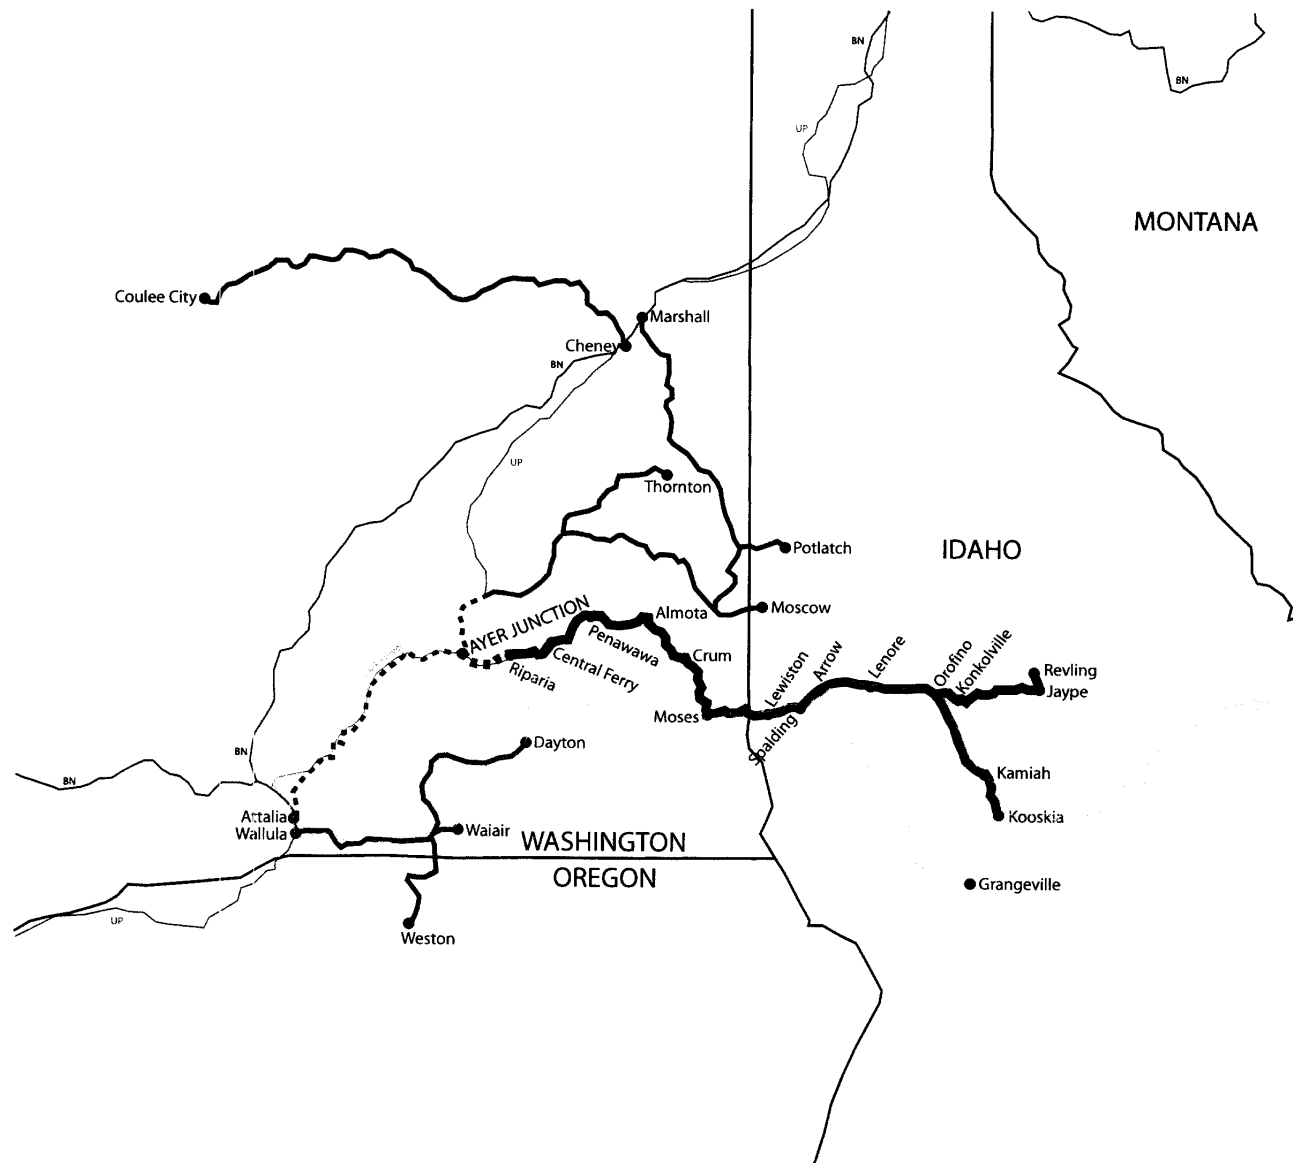 BN
BN
UP
MONTANA
Coulee City
Marshall
Cheney
BN
UP
Thornton
Potlatch
IDAHO
Moscow
AYER JUNCTION
Almota
Penawawa
Crum
Central Ferry
Riparia
Moses
Lewiston
Spalding
Arrow
Lenore
Orofino
Konkolville
Revling
Jaype
Dayton
BN
BN
Kamiah
Attalia
Wallula
Waiair
Kooskia
WASHINGTON
OREGON
Grangeville
UP
Weston